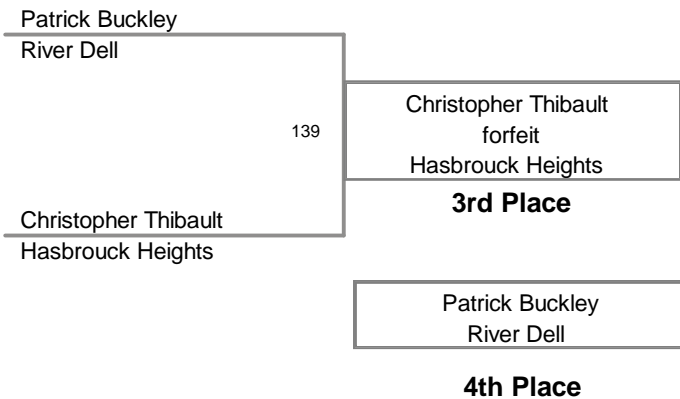 Patrick Buckley
River Dell
139
Christopher Thibault
forfeit
Hasbrouck Heights
3rd Place
Christopher Thibault
Hasbrouck Heights
Patrick Buckley
River Dell
4th Place